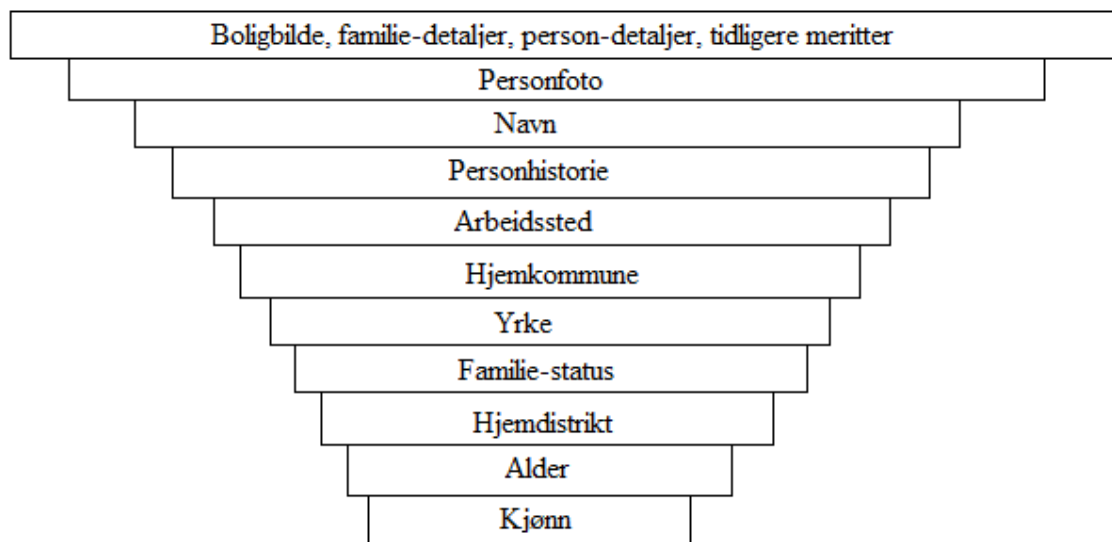 Boligbilde, familie-detaljer, person-detaljer, tidligere meritter
Personfoto
Navn
Personhistorie
Arbeidssted
Hjemkommune
Yrke
Familie-status
Hjemdistrikt
Alder
Kjønn